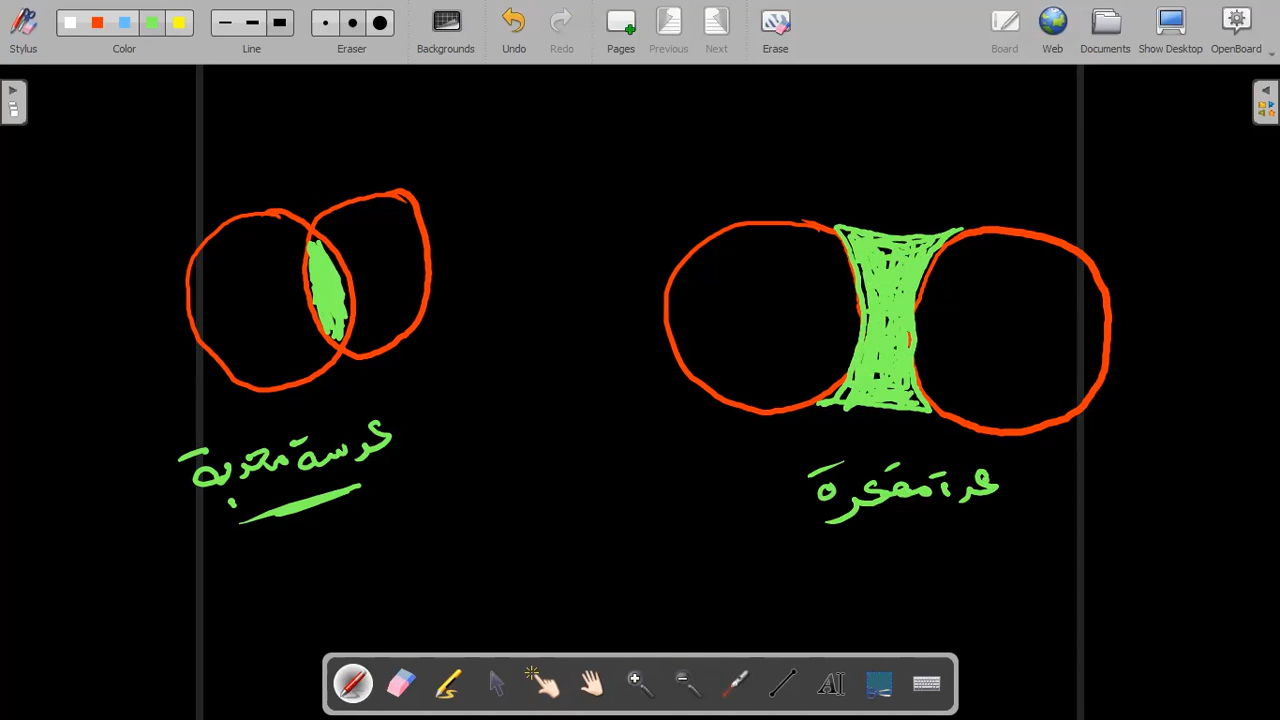 Stylus
Color
Line
Eraser
Backgrounds
Undo
Redo
Pages
Previous
Next
Erase
Board
Web
Documents
Show Desktop
OpenBoard
عدسة محدبة
عدسة مقعرة
AI